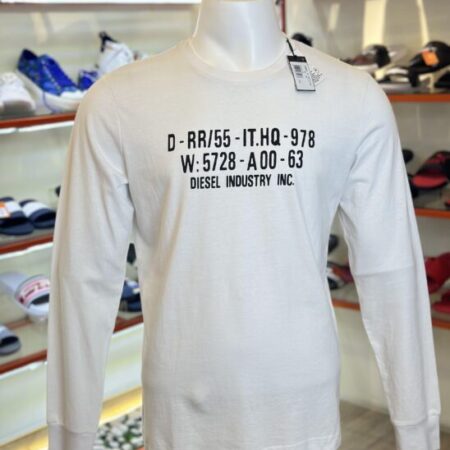 D-RR/55-IT.HQ-978
W:5728-A00-63
DIESEL INDUSTRY INC.